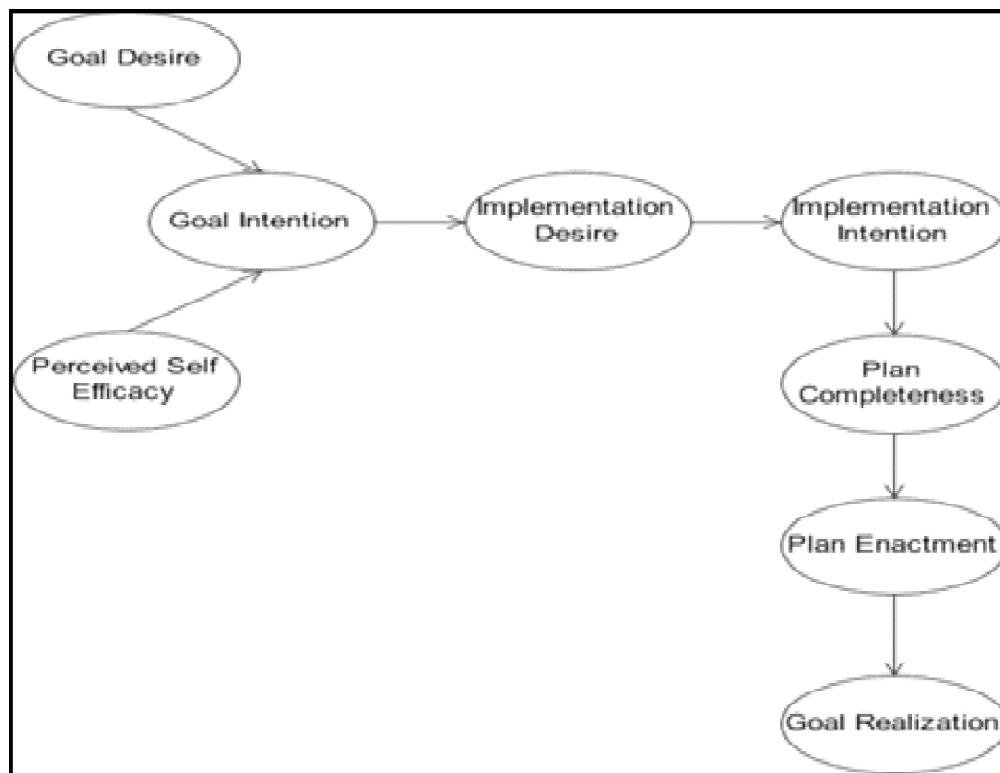 Goal Desire
Goal Intention
Implementation
Desire
Implementation
Intention
Perceived Self
Efficacy
Plan
Completeness
Plan Enactment
Goal Realization